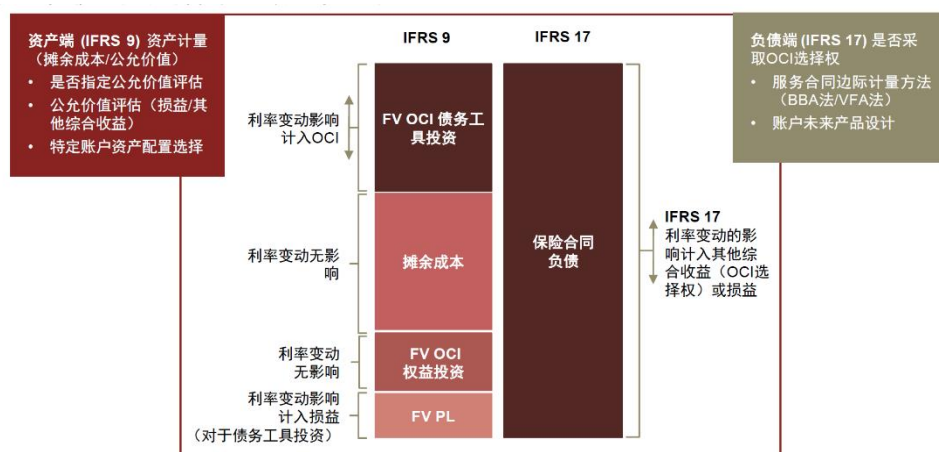 资产端 (IFRS 9) 资产计量
（摊余成本/公允价值）
• 是否指定公允价值评估
• 公允价值评估（损益/其
他综合收益）
• 特定账户资产配置选择
IFRS 9
IFRS 17
负债端 (IFRS 17) 是否采
取OCI选择权
• 服务合同边际计量方法
（BBA法/VFA法）
• 账户未来产品设计
利率变动影响
计入OCI
FV OCI 债务工
具投资
利率变动无影
响
摊余成本
保险合同
负债
IFRS 17
利率变动的影
响计入其他综
合收益（OCI选
择权）或损益
利率变动
无影响
FV OCI
权益投资
利率变动影响
计入损益
（对于债务工具投资）
FV PL